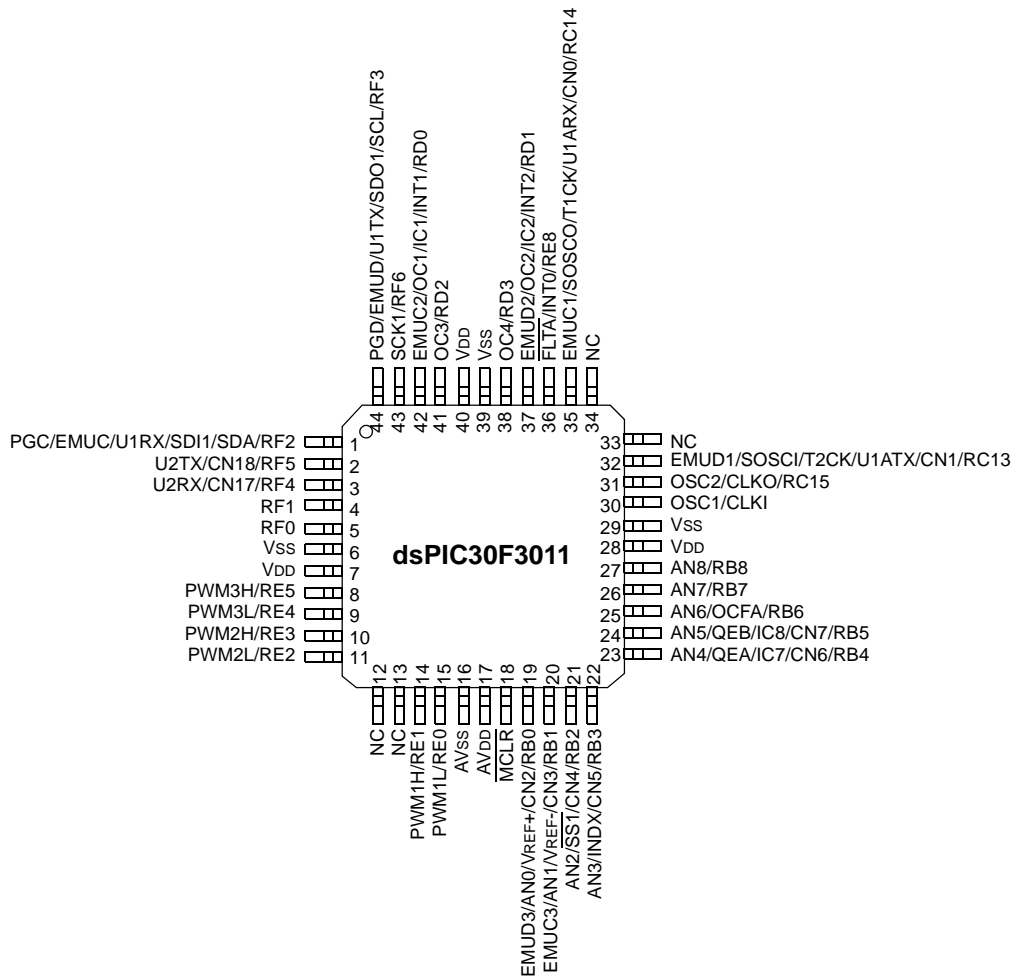 PGD/EMUD/U1TX/SDO1/SCL/RF3
SCK1/RF6
EMUC2/OC1/IC1/INT1/RD0
OC3/RD2
VDD
VSS
OC4/RD3
EMUD2/OC2/IC2/INT2/RD1
FLTA/INT0/RE8
EMUC1/SOSCO/T1CK/U1ARX/CN0/RC14
NC
44
43
42
41
40
39
38
37
36
35
34
PGC/EMUC/U1RX/SDI1/SDA/RF2 1
U2TX/CN18/RF5 2
U2RX/CN17/RF4 3
RF1 4
RF0 5
VSS 6
VDD 7
PWM3H/RE5 8
PWM3L/RE4 9
PWM2H/RE3 10
PWM2L/RE2 11
dsPIC30F3011
33 NC
32 EMUD1/SOSCI/T2CK/U1ATX/CN1/RC13
31 OSC2/CLKO/RC15
30 OSC1/CLKI
29 VSS
28 VDD
27 AN8/RB8
26 AN7/RB7
25 AN6/OCFA/RB6
24 AN5/QEB/IC8/CN7/RB5
23 AN4/QEA/IC7/CN6/RB4
12
13
14
15
16
17
18
19
20
21
22
NC
NC
PWM1H/RE1
PWM1L/RE0
AVSS
AVDD
MCLR
EMUD3/AN0/VREF+/CN2/RB0
EMUC3/AN1/VREF-/CN3/RB1
AN2/SS1/CN4/RB2
AN3/INDX/CN5/RB3